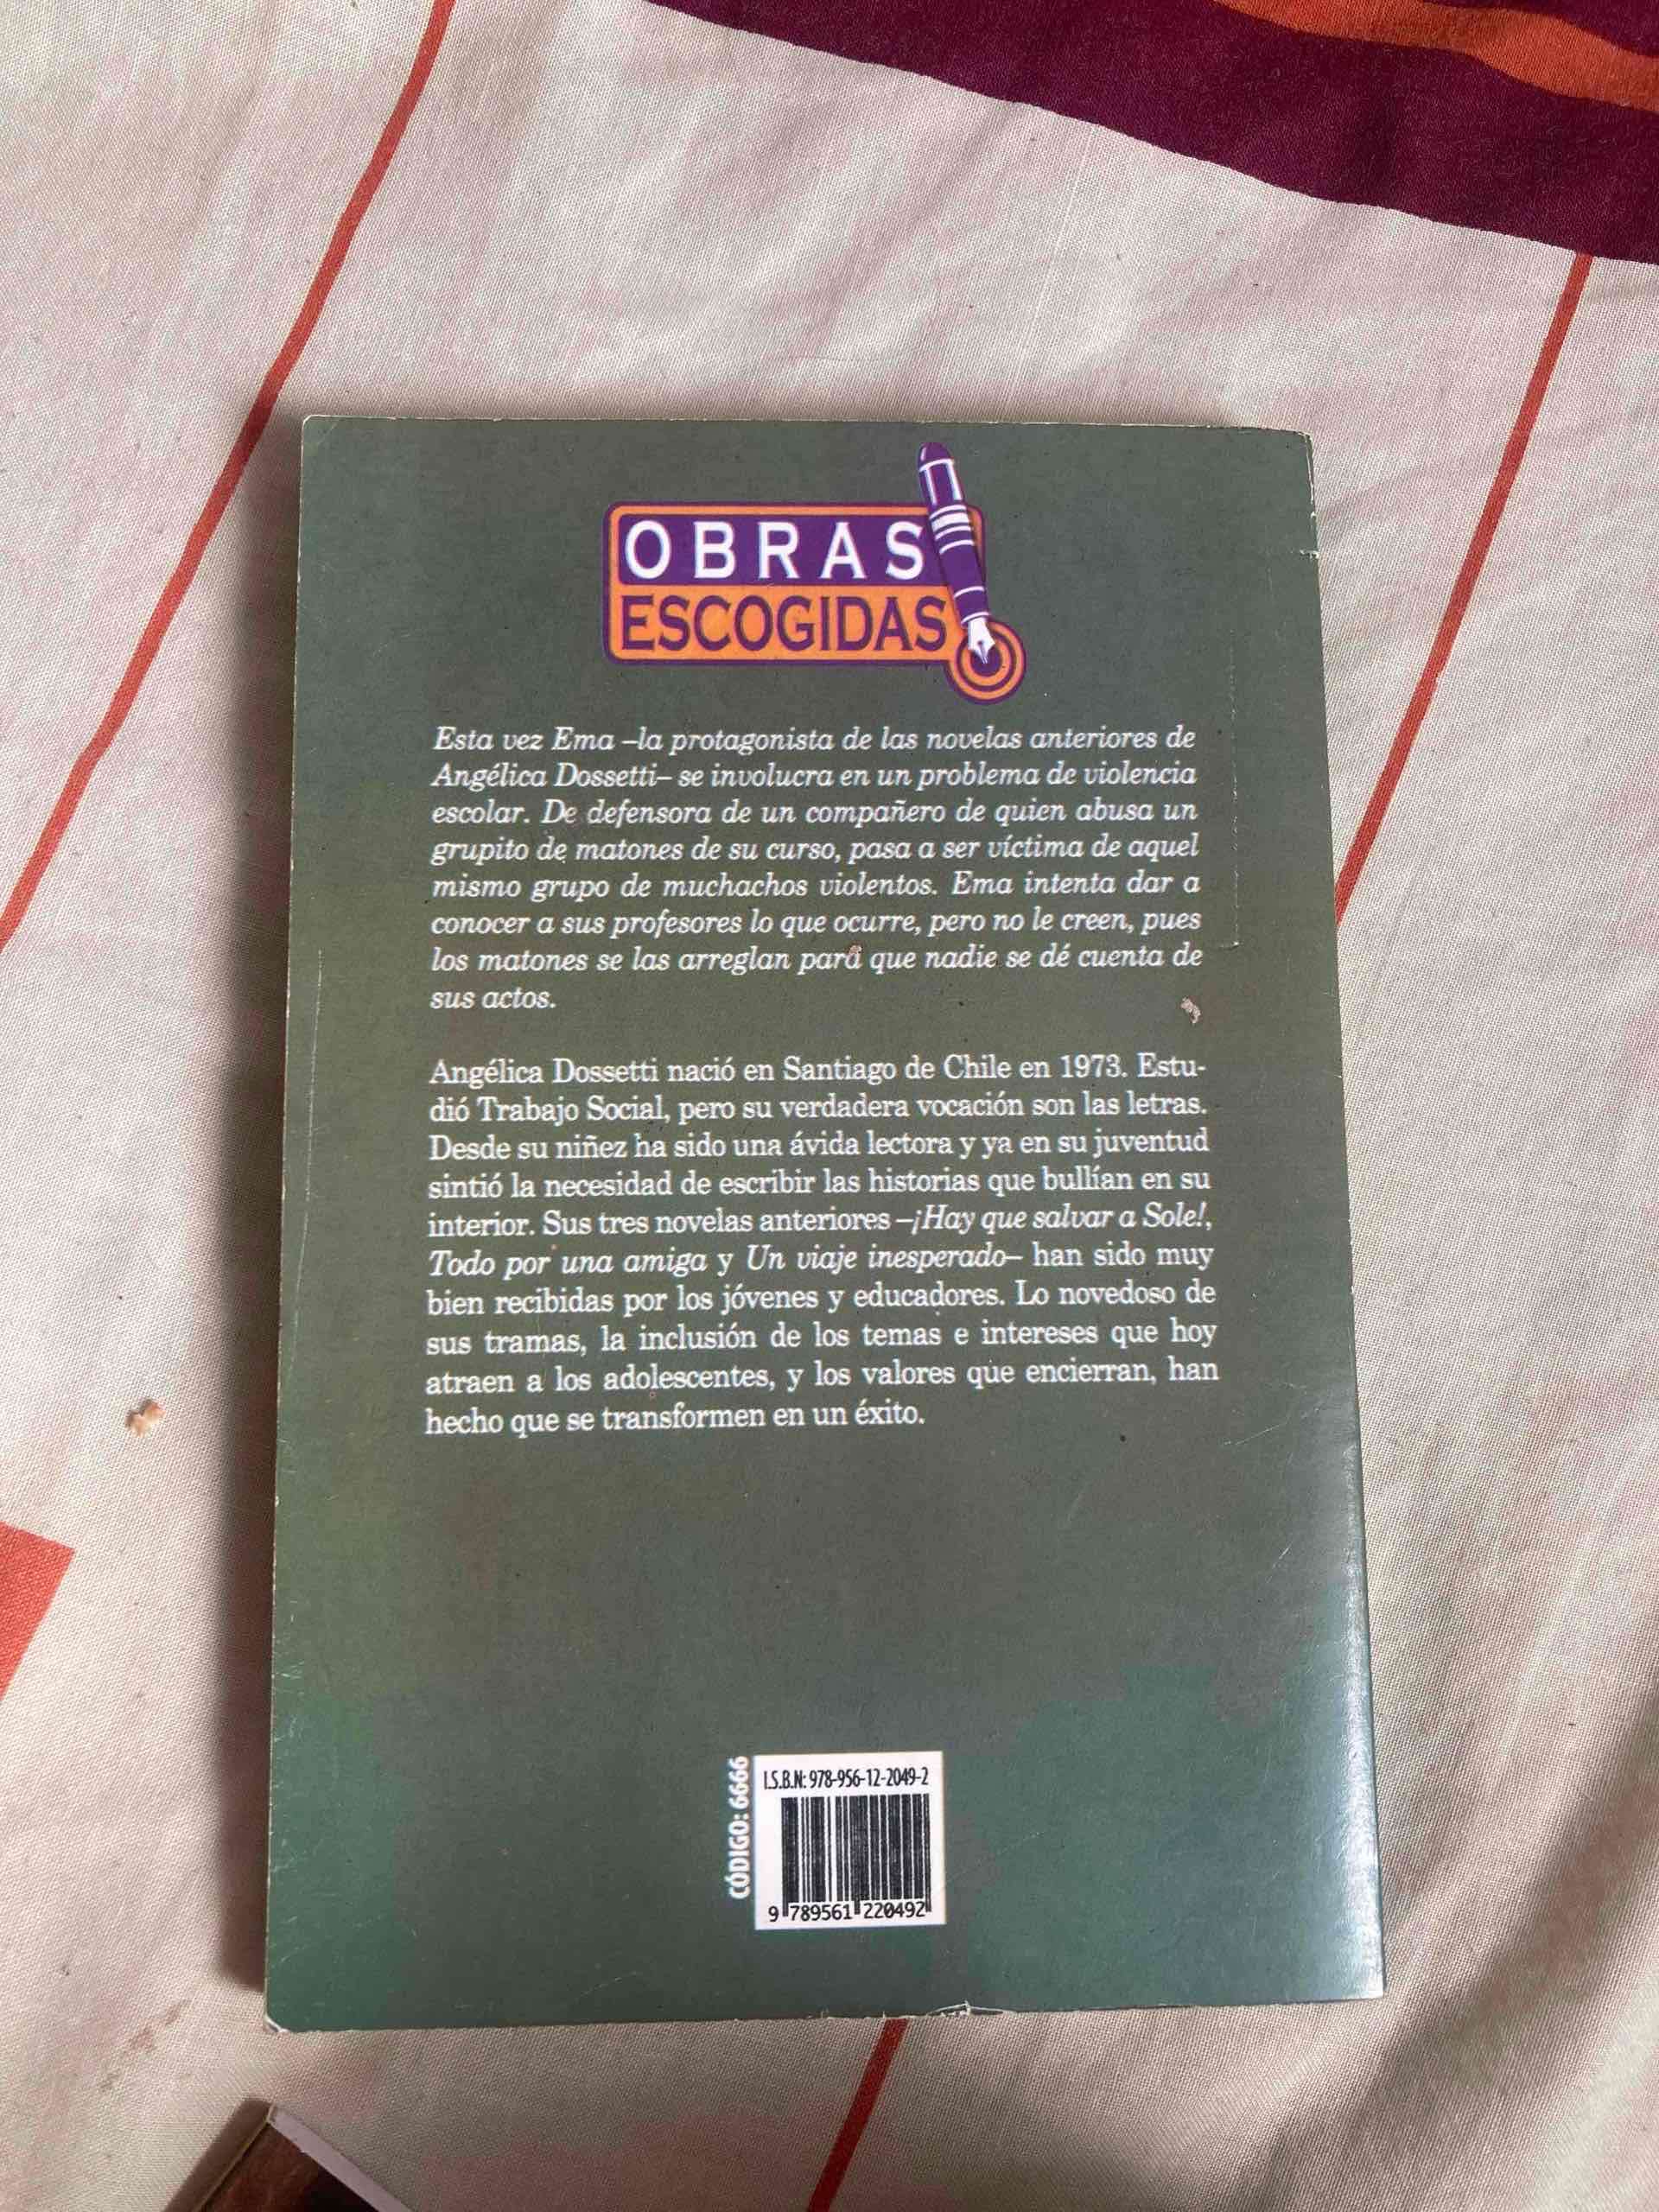 OBRAS
ESCOGIDAS
Esta vez Ema –la protagonista de las novelas anteriores de
Angélica Dossetti– se involucra en un problema de violencia
escolar. De defensora de un compañero de quien abusa un
grupito de matones de su curso, pasa a ser víctima de aquel
mismo grupo de muchachos violentos. Ema intenta dar a
conocer a sus profesores lo que ocurre, pero no le creen, pues
los matones se las arreglan para que nadie se dé cuenta de
sus actos.
Angélica Dossetti nació en Santiago de Chile en 1973. Estu-
dió Trabajo Social, pero su verdadera vocación son las letras.
Desde su niñez ha sido una ávida lectora y ya en su juventud
sintió la necesidad de escribir las historias que bullían en su
interior. Sus tres novelas anteriores –¡Hay que salvar a Sole!,
Todo por una amiga y Un viaje inesperado– han sido muy
bien recibidas por los jóvenes y educadores. Lo novedoso de
sus tramas, la inclusión de los temas e intereses que hoy
atraen a los adolescentes, y los valores que encierran, han
hecho que se transformen en un éxito.
CÓDIGO: 6666
I.S.B.N: 978-956-12-2049-2
9 789561 220492